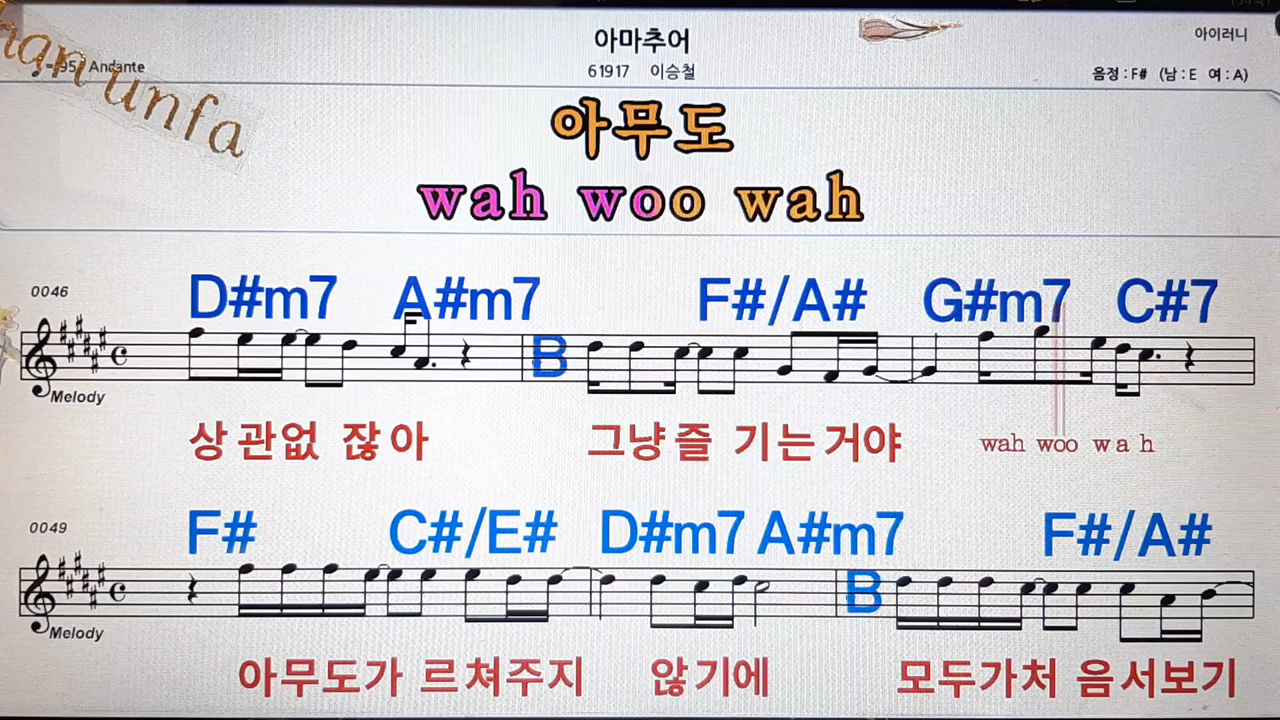 아마추어
아이러니
han unfa
♩=95 Andante
61917 이승철
음정 : F# (남 : E 여 : A)
아무도
wah woo wah
0046
D#m7 A#m7 F#/A# G#m7 C#7
B
Melody
상관없 잖아 그냥즐 기는거야 wah woo wah
0049
F# C#/E# D#m7 A#m7 F#/A#
B
Melody
아무도가 르쳐주지 않기에 모두가처 음서보기